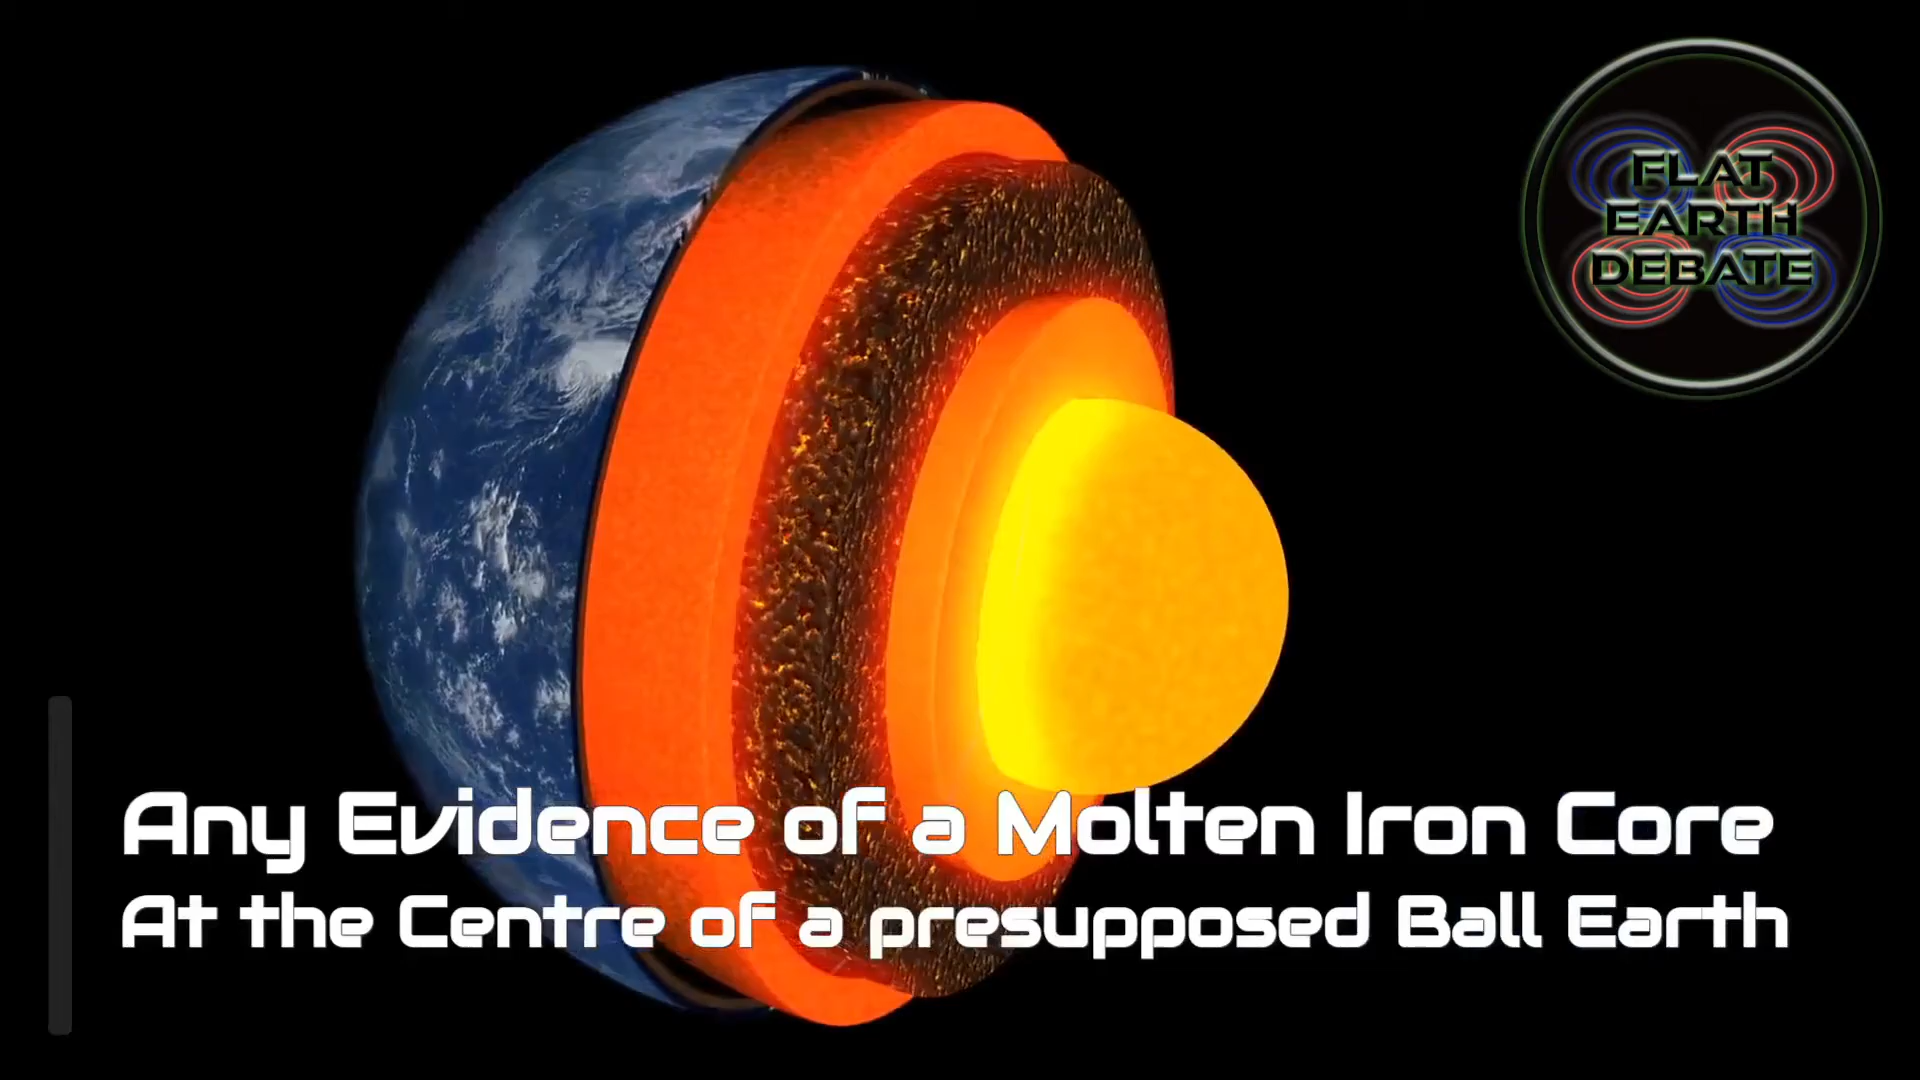 FLAT
EARTH
DEBATE
Any Evidence of a Molten Iron Core
At the Centre of a presupposed Ball Earth